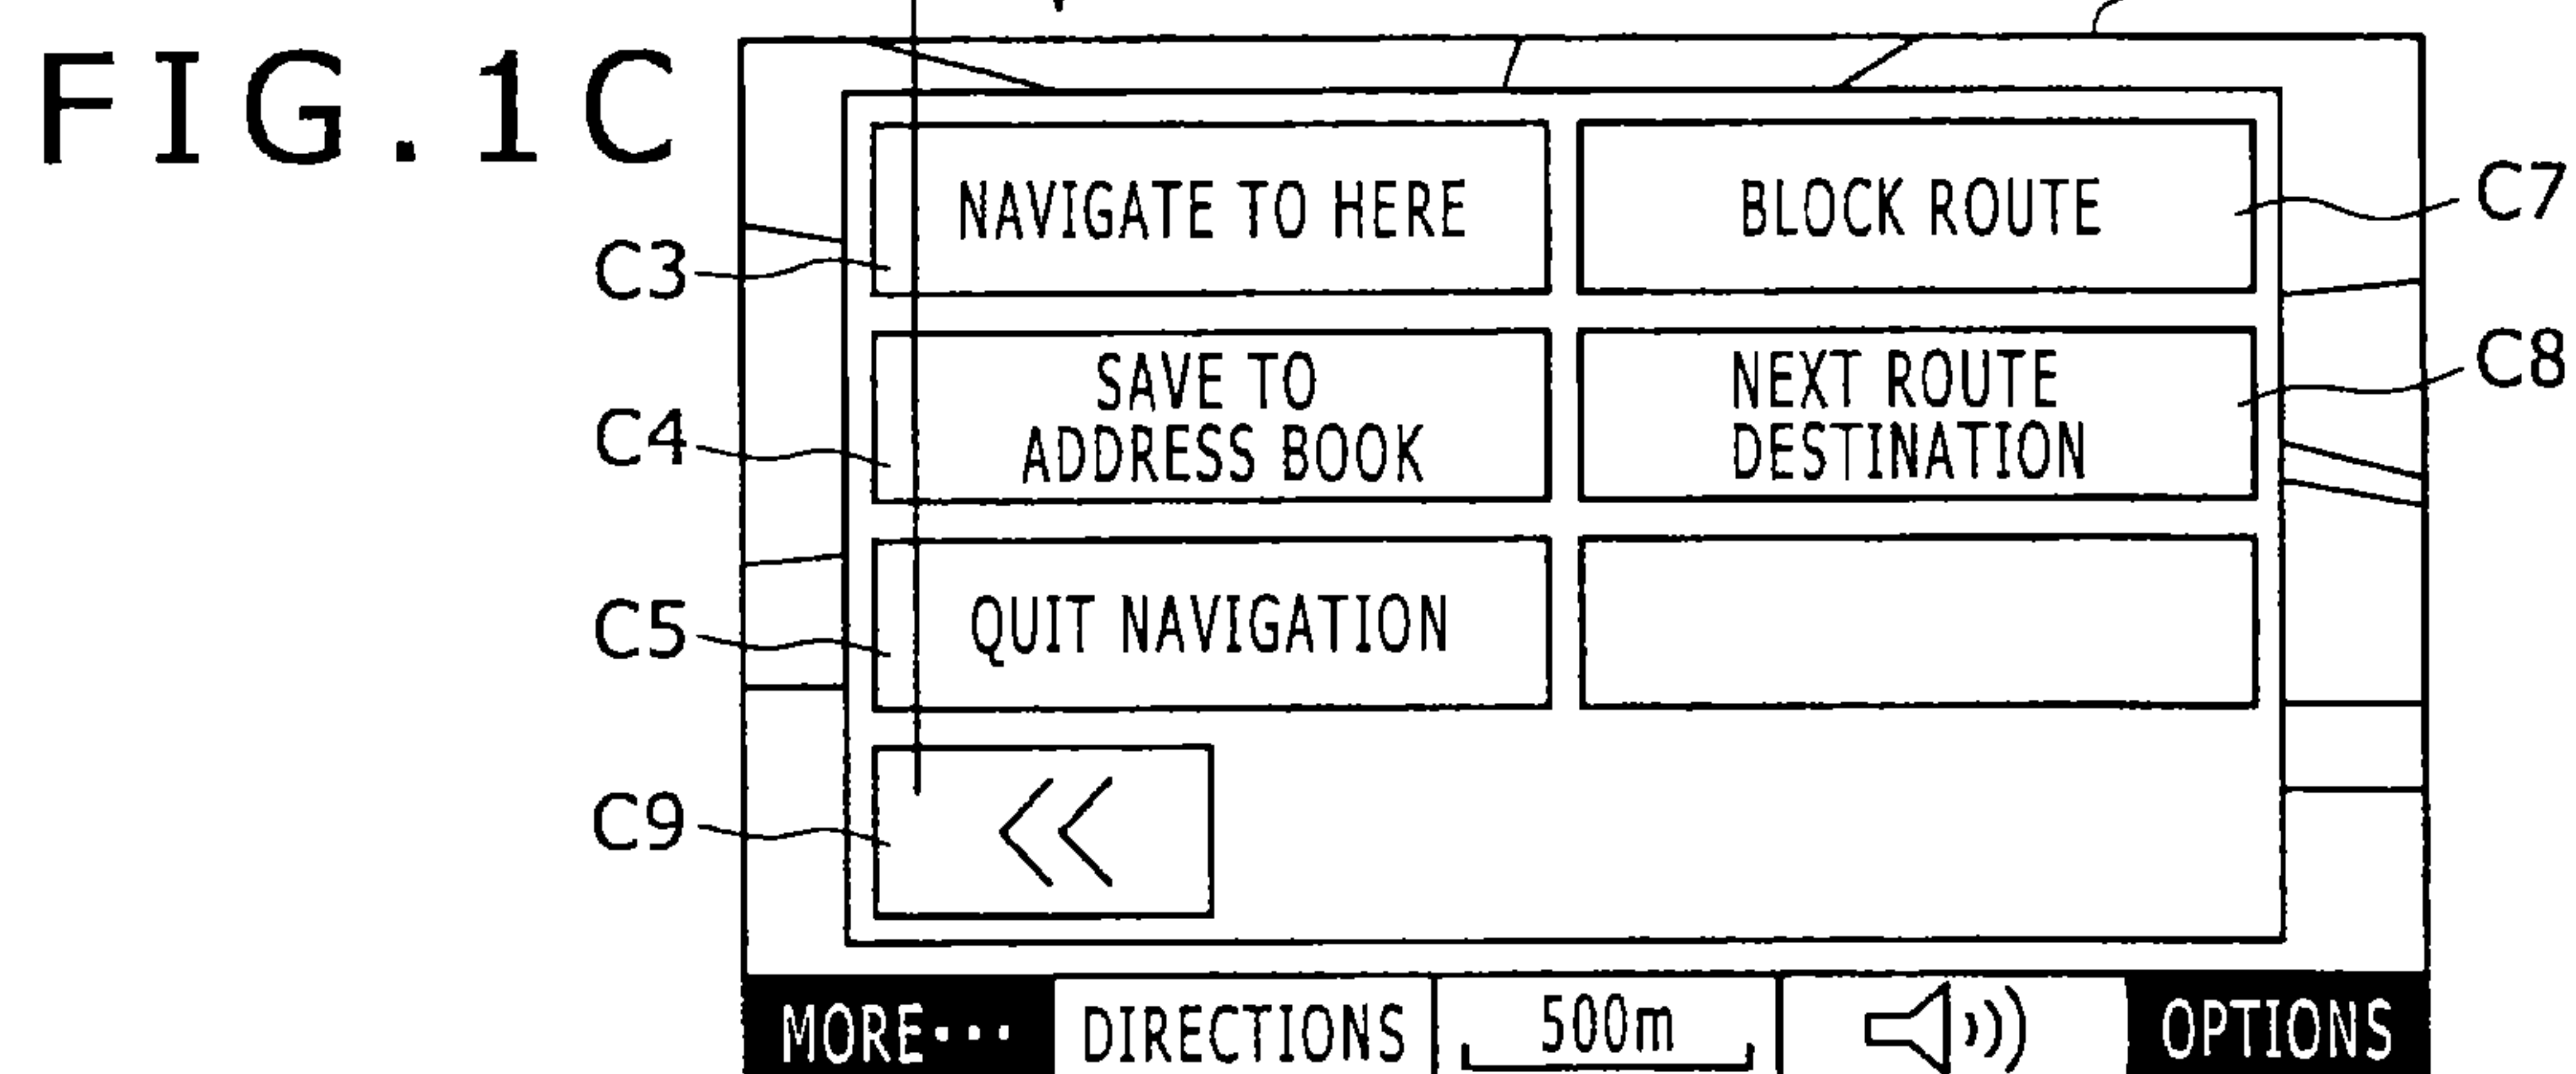 FIG.1C
NAVIGATE TO HERE
BLOCK ROUTE
C7
C3
SAVE TO
ADDRESS BOOK
NEXT ROUTE
DESTINATION
C8
C4
QUIT NAVIGATION
C5
C9
MORE...
DIRECTIONS
500m
OPTIONS